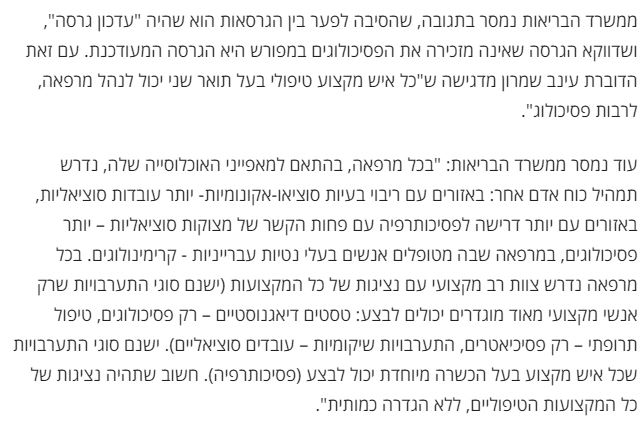 ממשרד הבריאות נמסר בתגובה, שהסיבה לפער בין הגרסאות הוא שהיה "עדכון גרסה",
ושדווקא הגרסה שאינה מזכירה את הפסיכולוגים במפורש היא הגרסה המעודכנת. עם זאת
הדוברת עינב שמרון מדגישה ש"כל איש מקצוע טיפולי בעל תואר שני יכול לנהל מרפאה,
לרבות פסיכולוג".
עוד נמסר ממשרד הבריאות: "בכל מרפאה, בהתאם למאפייני האוכלוסייה שלה, נדרש
תמהיל כוח אדם אחר: באזורים עם ריבוי בעיות סוציאו-אקונומיות- יותר עובדות סוציאליות,
באזורים עם יותר דרישה לפסיכותרפיה עם פחות הקשר של מצוקות סוציאליות – יותר
פסיכולוגים, במרפאה שבה מטופלים אנשים בעלי נטיות עברייניות - קרימינולוגים. בכל
מרפאה נדרש צוות רב מקצועי עם נציגות של כל המקצועות (ישנם סוגי התערבויות שרק
אנשי מקצועי מאוד מוגדרים יכולים לבצע: טסטים דיאגנוסטיים – רק פסיכולוגים, טיפול
תרופתי – רק פסיכיאטרים, התערבויות שיקומיות – עובדים סוציאליים). ישנם סוגי התערבויות
שכל איש מקצוע בעל הכשרה מיוחדת יכול לבצע (פסיכותרפיה). חשוב שתהיה נציגות של
כל המקצועות הטיפוליים, ללא הגדרה כמותית".